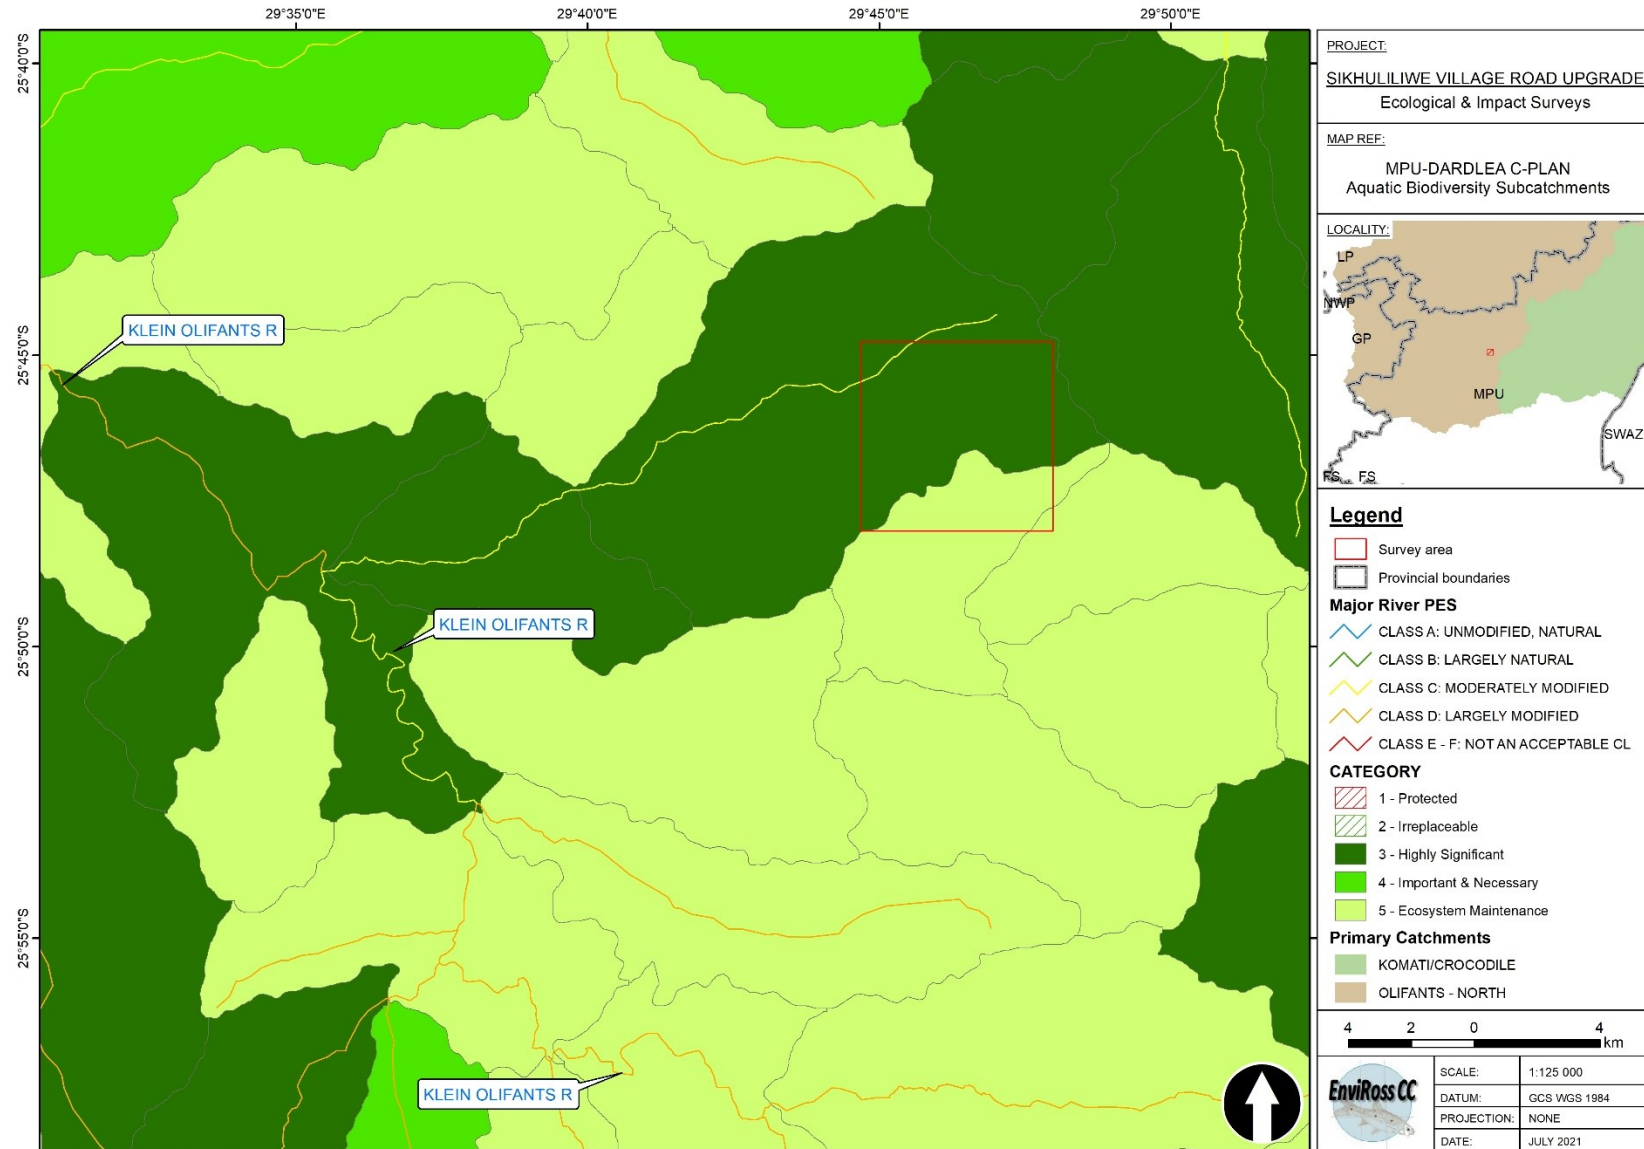 29°35'0"E
29°40'0"E
29°45'0"E
29°50'0"E
25°40'0"S
25°45'0"S
25°50'0"S
25°55'0"S
KLEIN OLIFANTS R
KLEIN OLIFANTS R
KLEIN OLIFANTS R
PROJECT:
SIKHULILIWE VILLAGE ROAD UPGRADE
Ecological & Impact Surveys
MAP REF:
MPU-DARDLEA C-PLAN
Aquatic Biodiversity Subcatchments
LOCALITY:
LP
NWP
GP
MPU
SWAZ
FS FS
Legend
Survey area
Provincial boundaries
Major River PES
CLASS A: UNMODIFIED, NATURAL
CLASS B: LARGELY NATURAL
CLASS C: MODERATELY MODIFIED
CLASS D: LARGELY MODIFIED
CLASS E - F: NOT AN ACCEPTABLE CL
CATEGORY
1 - Protected
2 - Irreplaceable
3 - Highly Significant
4 - Important & Necessary
5 - Ecosystem Maintenance
Primary Catchments
KOMATI/CROCODILE
OLIFANTS - NORTH
4 2 0 4
km
EnviRoss CC
SCALE: 1:125 000
DATUM: GCS WGS 1984
PROJECTION: NONE
DATE: JULY 2021